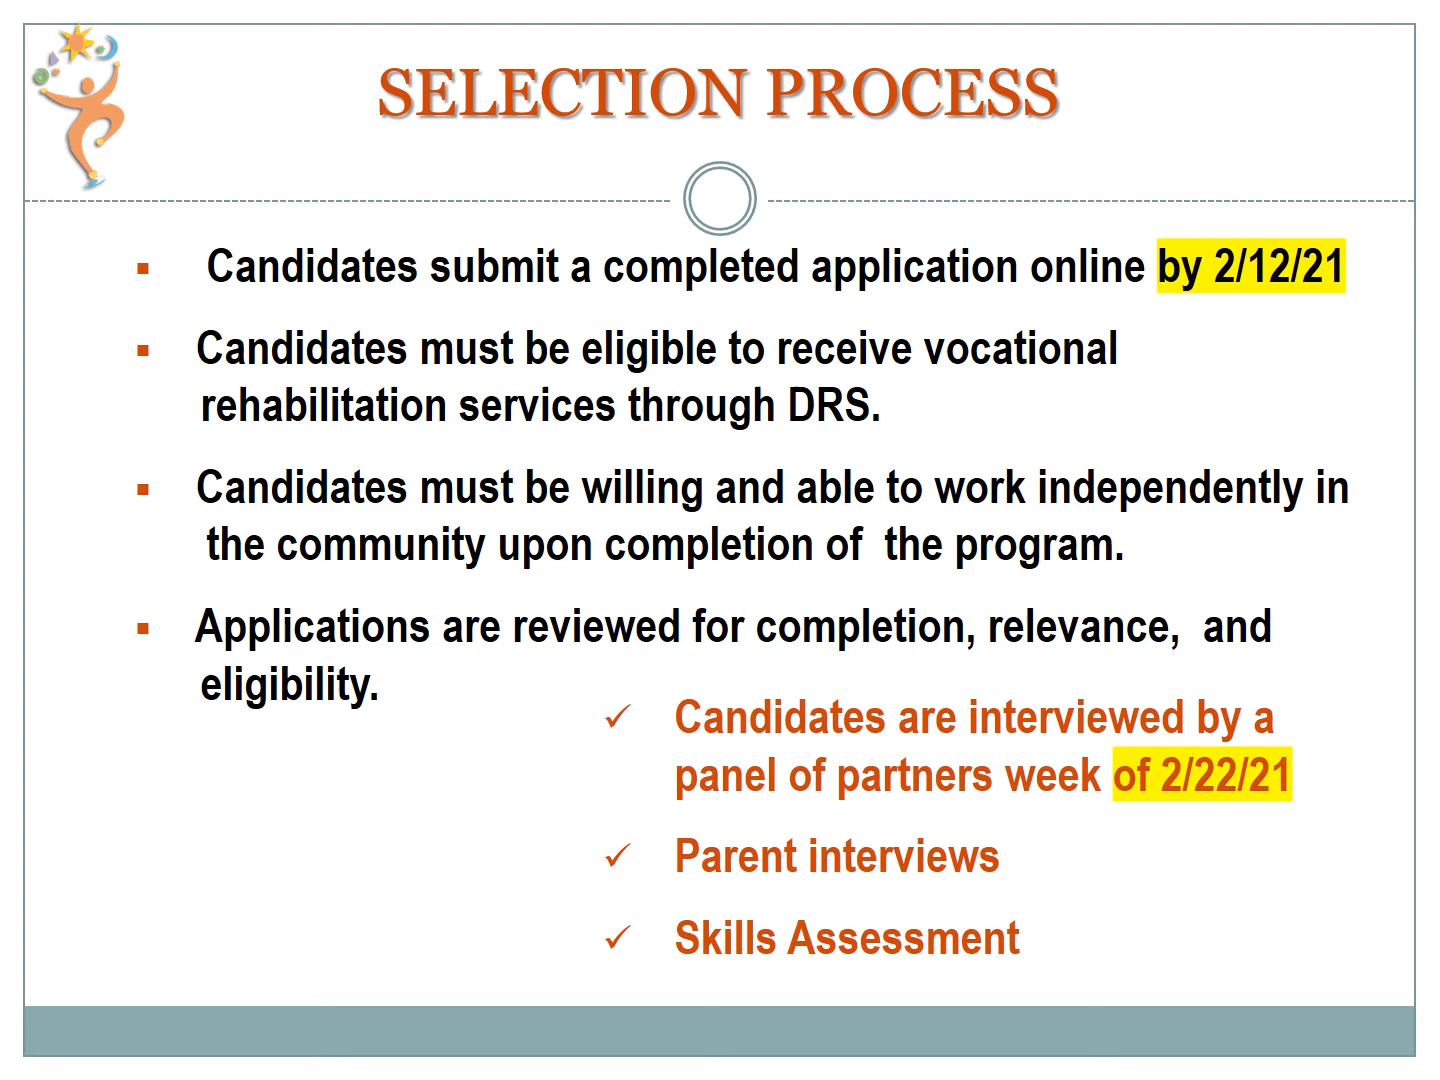 SELECTION PROCESS
▪ Candidates submit a completed application online by 2/12/21
▪ Candidates must be eligible to receive vocational
rehabilitation services through DRS.
▪ Candidates must be willing and able to work independently in
the community upon completion of  the program.
▪ Applications are reviewed for completion, relevance,  and
eligibility.
✓ Candidates are interviewed by a
panel of partners week of 2/22/21
✓ Parent interviews
✓ Skills Assessment